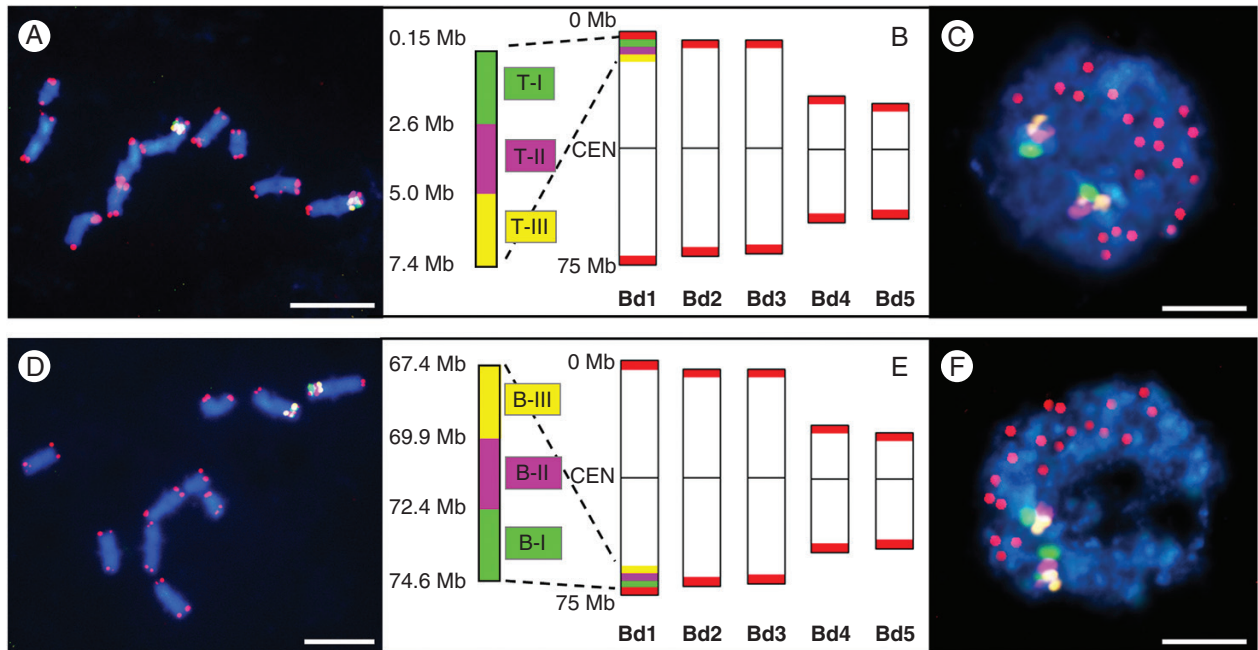 A
0.15 Mb
T-I
2.6 Mb
T-II
5.0 Mb
T-III
7.4 Mb
0 Mb
B
CEN
75 Mb
Bd1 Bd2 Bd3 Bd4 Bd5
C
D
67.4 Mb
B-III
69.9 Mb
B-II
72.4 Mb
B-I
74.6 Mb
0 Mb
E
CEN
75 Mb
Bd1 Bd2 Bd3 Bd4 Bd5
F